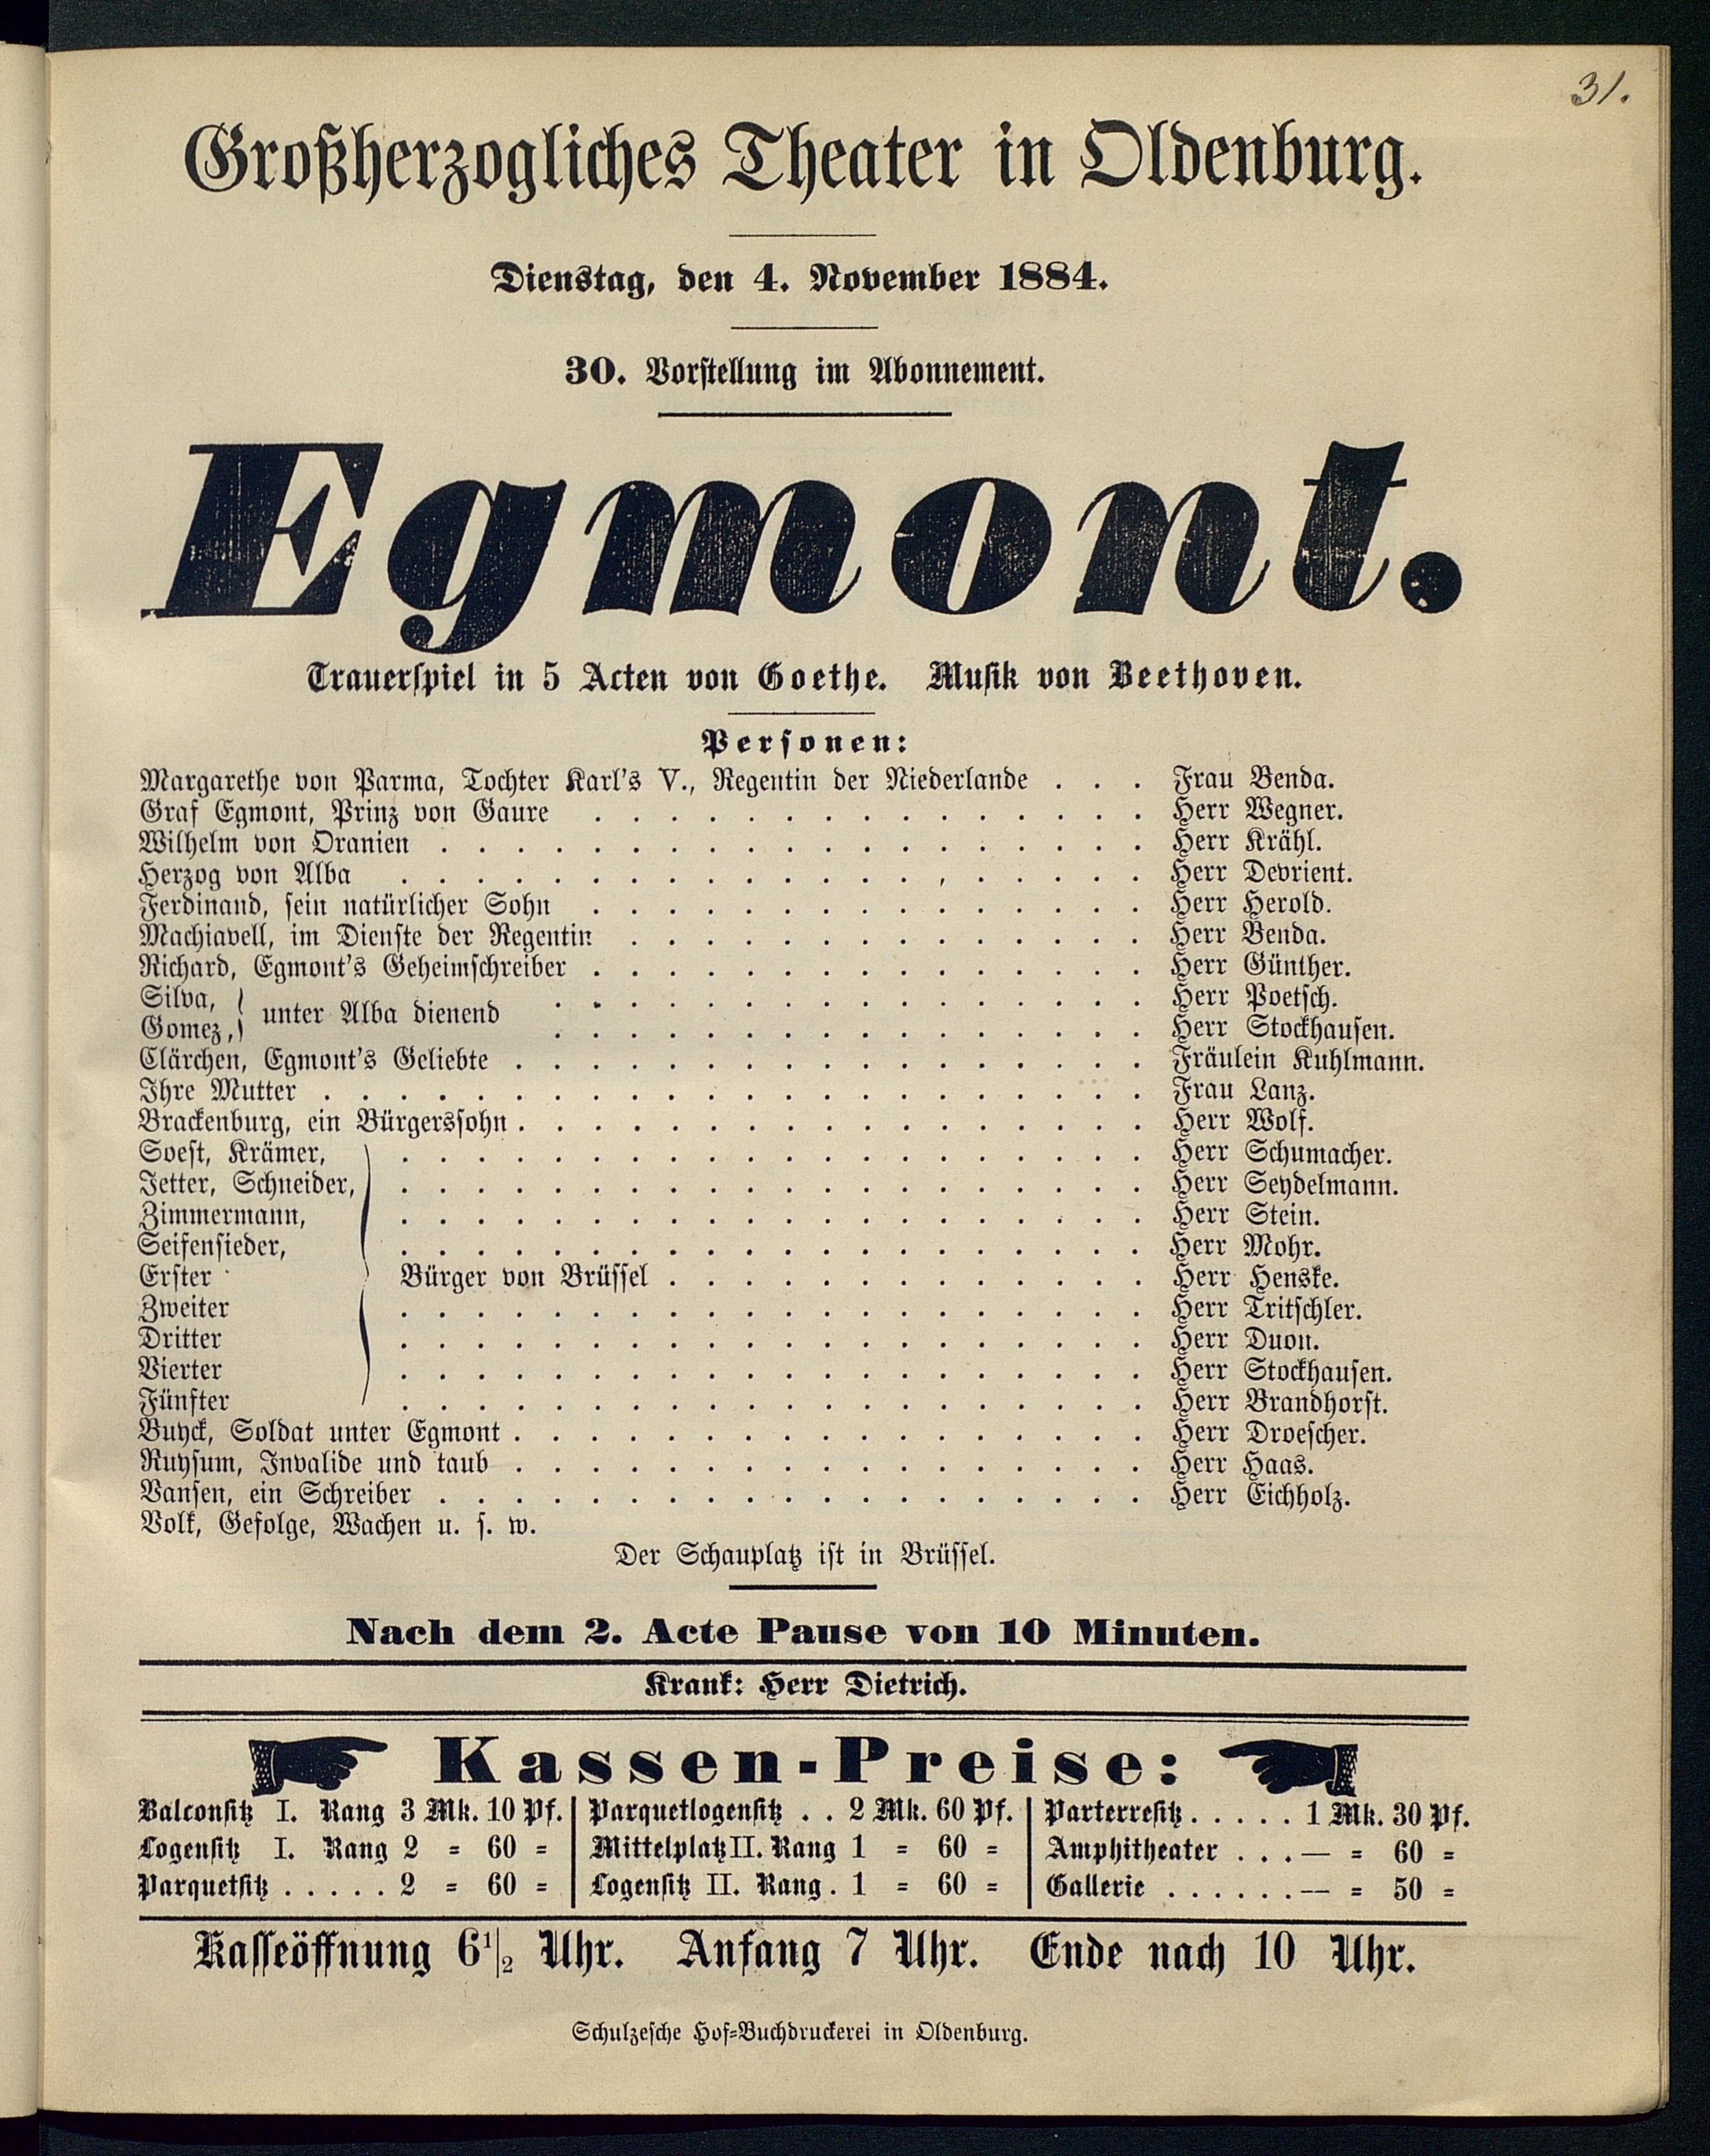 31.
Großherzogliches Theater in Oldenburg.
Dienstag, den 4. November 1884.
30. Vorstellung im Abonnement.
Egmont.
Trauerspiel in 5 Acten von Goethe. Musik von Beethoven.
Personen:
Margarethe von Parma, Tochter Karl's V., Regentin der Niederlande . . . Frau Benda.
Graf Egmont, Prinz von Gaure . . . . . . . . . . . . . . . Herr Wegner.
Wilhelm von Oranien . . . . . . . . . . . . . . . . . . . Herr Krähl.
Herzog von Alba . . . . . . . . . . . . . . . . . . . . Herr Devrient.
Ferdinand, sein natürlicher Sohn . . . . . . . . . . . . . . . Herr Herold.
Machiavell, im Dienste der Regentin . . . . . . . . . . . . . . Herr Benda.
Richard, Egmont's Geheimschreiber . . . . . . . . . . . . . . . Herr Günther.
Silva, } unter Alba dienend . . . . . . . . . . . . . . . . Herr Poetsch.
Gomez, } . . . . . . . . . . . . . . . . Herr Stockhausen.
Clärchen, Egmont's Geliebte . . . . . . . . . . . . . . . . . Fräulein Kuhlmann.
Ihre Mutter . . . . . . . . . . . . . . . . . . . . . . Frau Lanz.
Brackenburg, ein Bürgerssohn . . . . . . . . . . . . . . . . . Herr Wolf.
Soest, Krämer, . . . . . . . . . . . . . . . . . . . . Herr Schumacher.
Jetter, Schneider, . . . . . . . . . . . . . . . . . . . . Herr Seydelmann.
Zimmermann, . . . . . . . . . . . . . . . . . . . . Herr Stein.
Seifensieder, . . . . . . . . . . . . . . . . . . . . Herr Mohr.
Erster } Bürger von Brüssel . . . . . . . . . . . . . Herr Henske.
Zweiter . . . . . . . . . . . . . . . . . . . . Herr Tritschler.
Dritter . . . . . . . . . . . . . . . . . . . . Herr Duon.
Vierter . . . . . . . . . . . . . . . . . . . . Herr Stockhausen.
Fünfter . . . . . . . . . . . . . . . . . . . . Herr Brandhorst.
Buyck, Soldat unter Egmont . . . . . . . . . . . . . . . . . Herr Droescher.
Ruysum, Invalide und taub . . . . . . . . . . . . . . . . . Herr Haas.
Vansen, ein Schreiber . . . . . . . . . . . . . . . . . . . Herr Eichholz.
Volk, Gefolge, Wachen u. s. w.
Der Schauplatz ist in Brüssel.
Nach dem 2. Acte Pause von 10 Minuten.
Krank: Herr Dietrich.
Kassen-Preise:
Balconsitz I. Rang 3 Mk. 10 Pf. | Parquetlogensitz . . 2 Mk. 60 Pf. | Parterresitz . . . . . 1 Mk. 30 Pf.
Logensitz I. Rang 2 = 60 = | Mittelplatz II. Rang 1 = 60 = | Amphitheater . . . — = 60 =
Parquetsitz . . . . . 2 = 60 = | Logensitz II. Rang . 1 = 60 = | Gallerie . . . . . . — = 50 =
Kasseöffnung 6 1/2 Uhr. Anfang 7 Uhr. Ende nach 10 Uhr.
Schulzesche Hof=Buchdruckerei in Oldenburg.